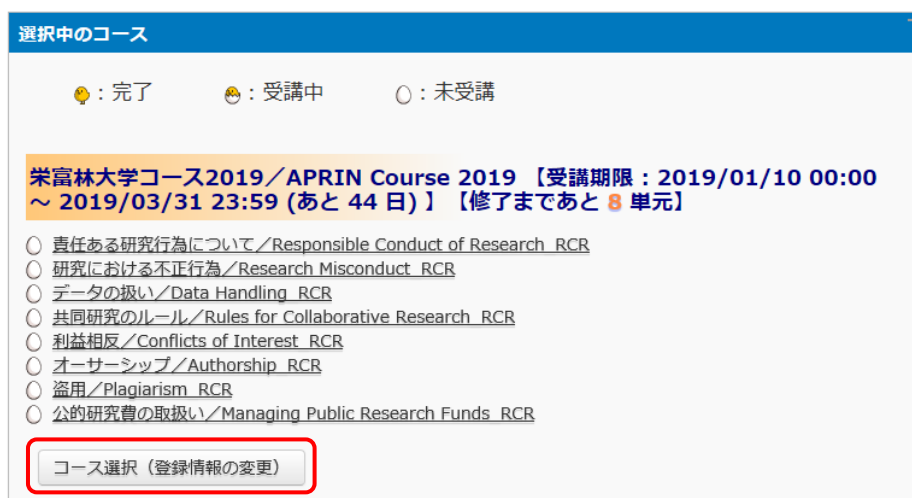 選択中のコース
：完了 ：受講中 ：未受講
栄富林大学コース2019／APRIN Course 2019 【受講期限：2019/01/10 00:00
～ 2019/03/31 23:59 (あと 44 日) 】【修了まであと 8 単元】
責任ある研究行為について／Responsible Conduct of Research_RCR
研究における不正行為／Research Misconduct_RCR
データの扱い／Data Handling_RCR
共同研究のルール／Rules for Collaborative Research_RCR
利益相反／Conflicts of Interest_RCR
オーサーシップ／Authorship_RCR
盗用／Plagiarism_RCR
公的研究費の取扱い／Managing Public Research Funds_RCR
コース選択（登録情報の変更）